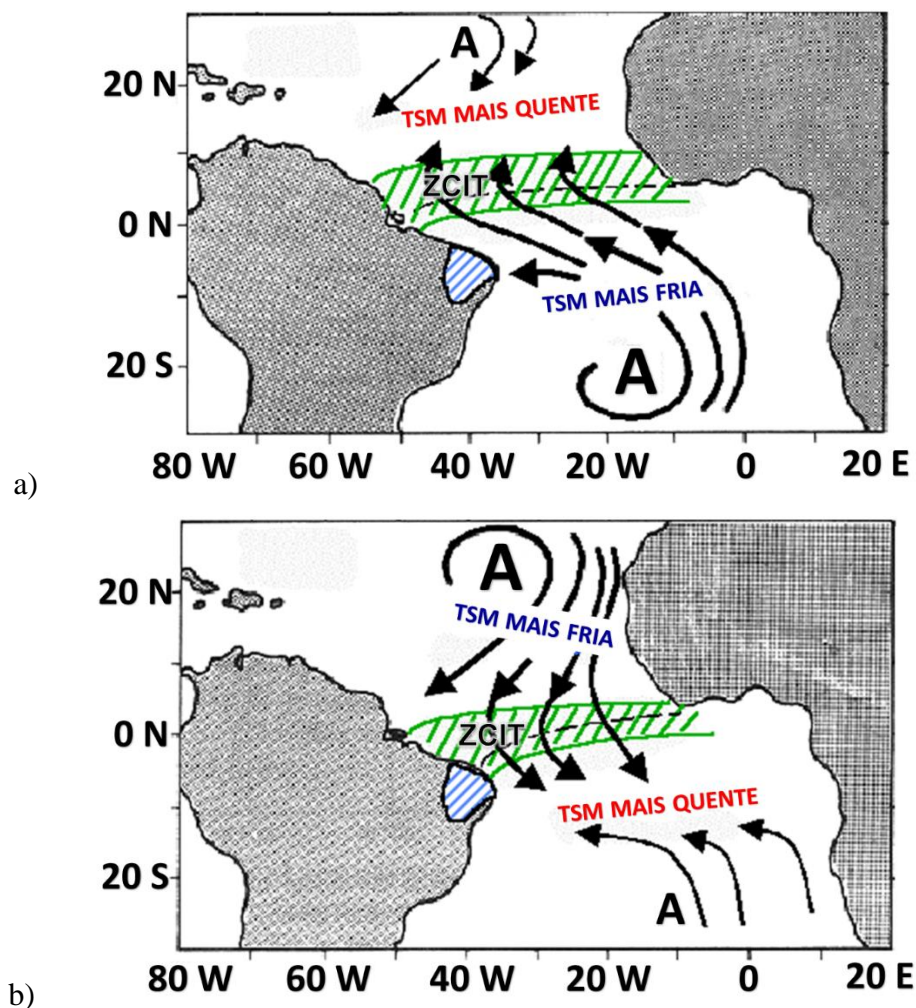 A
20 N
TSM MAIS QUENTE
ZCIT
0 N
TSM MAIS FRIA
20 S
A
80 W 60 W 40 W 20 W 0 20 E
a)
A
20 N
TSM MAIS FRIA
0 N
ZCIT
TSM MAIS QUENTE
20 S
A
80 W 60 W 40 W 20 W 0 20 E
b)